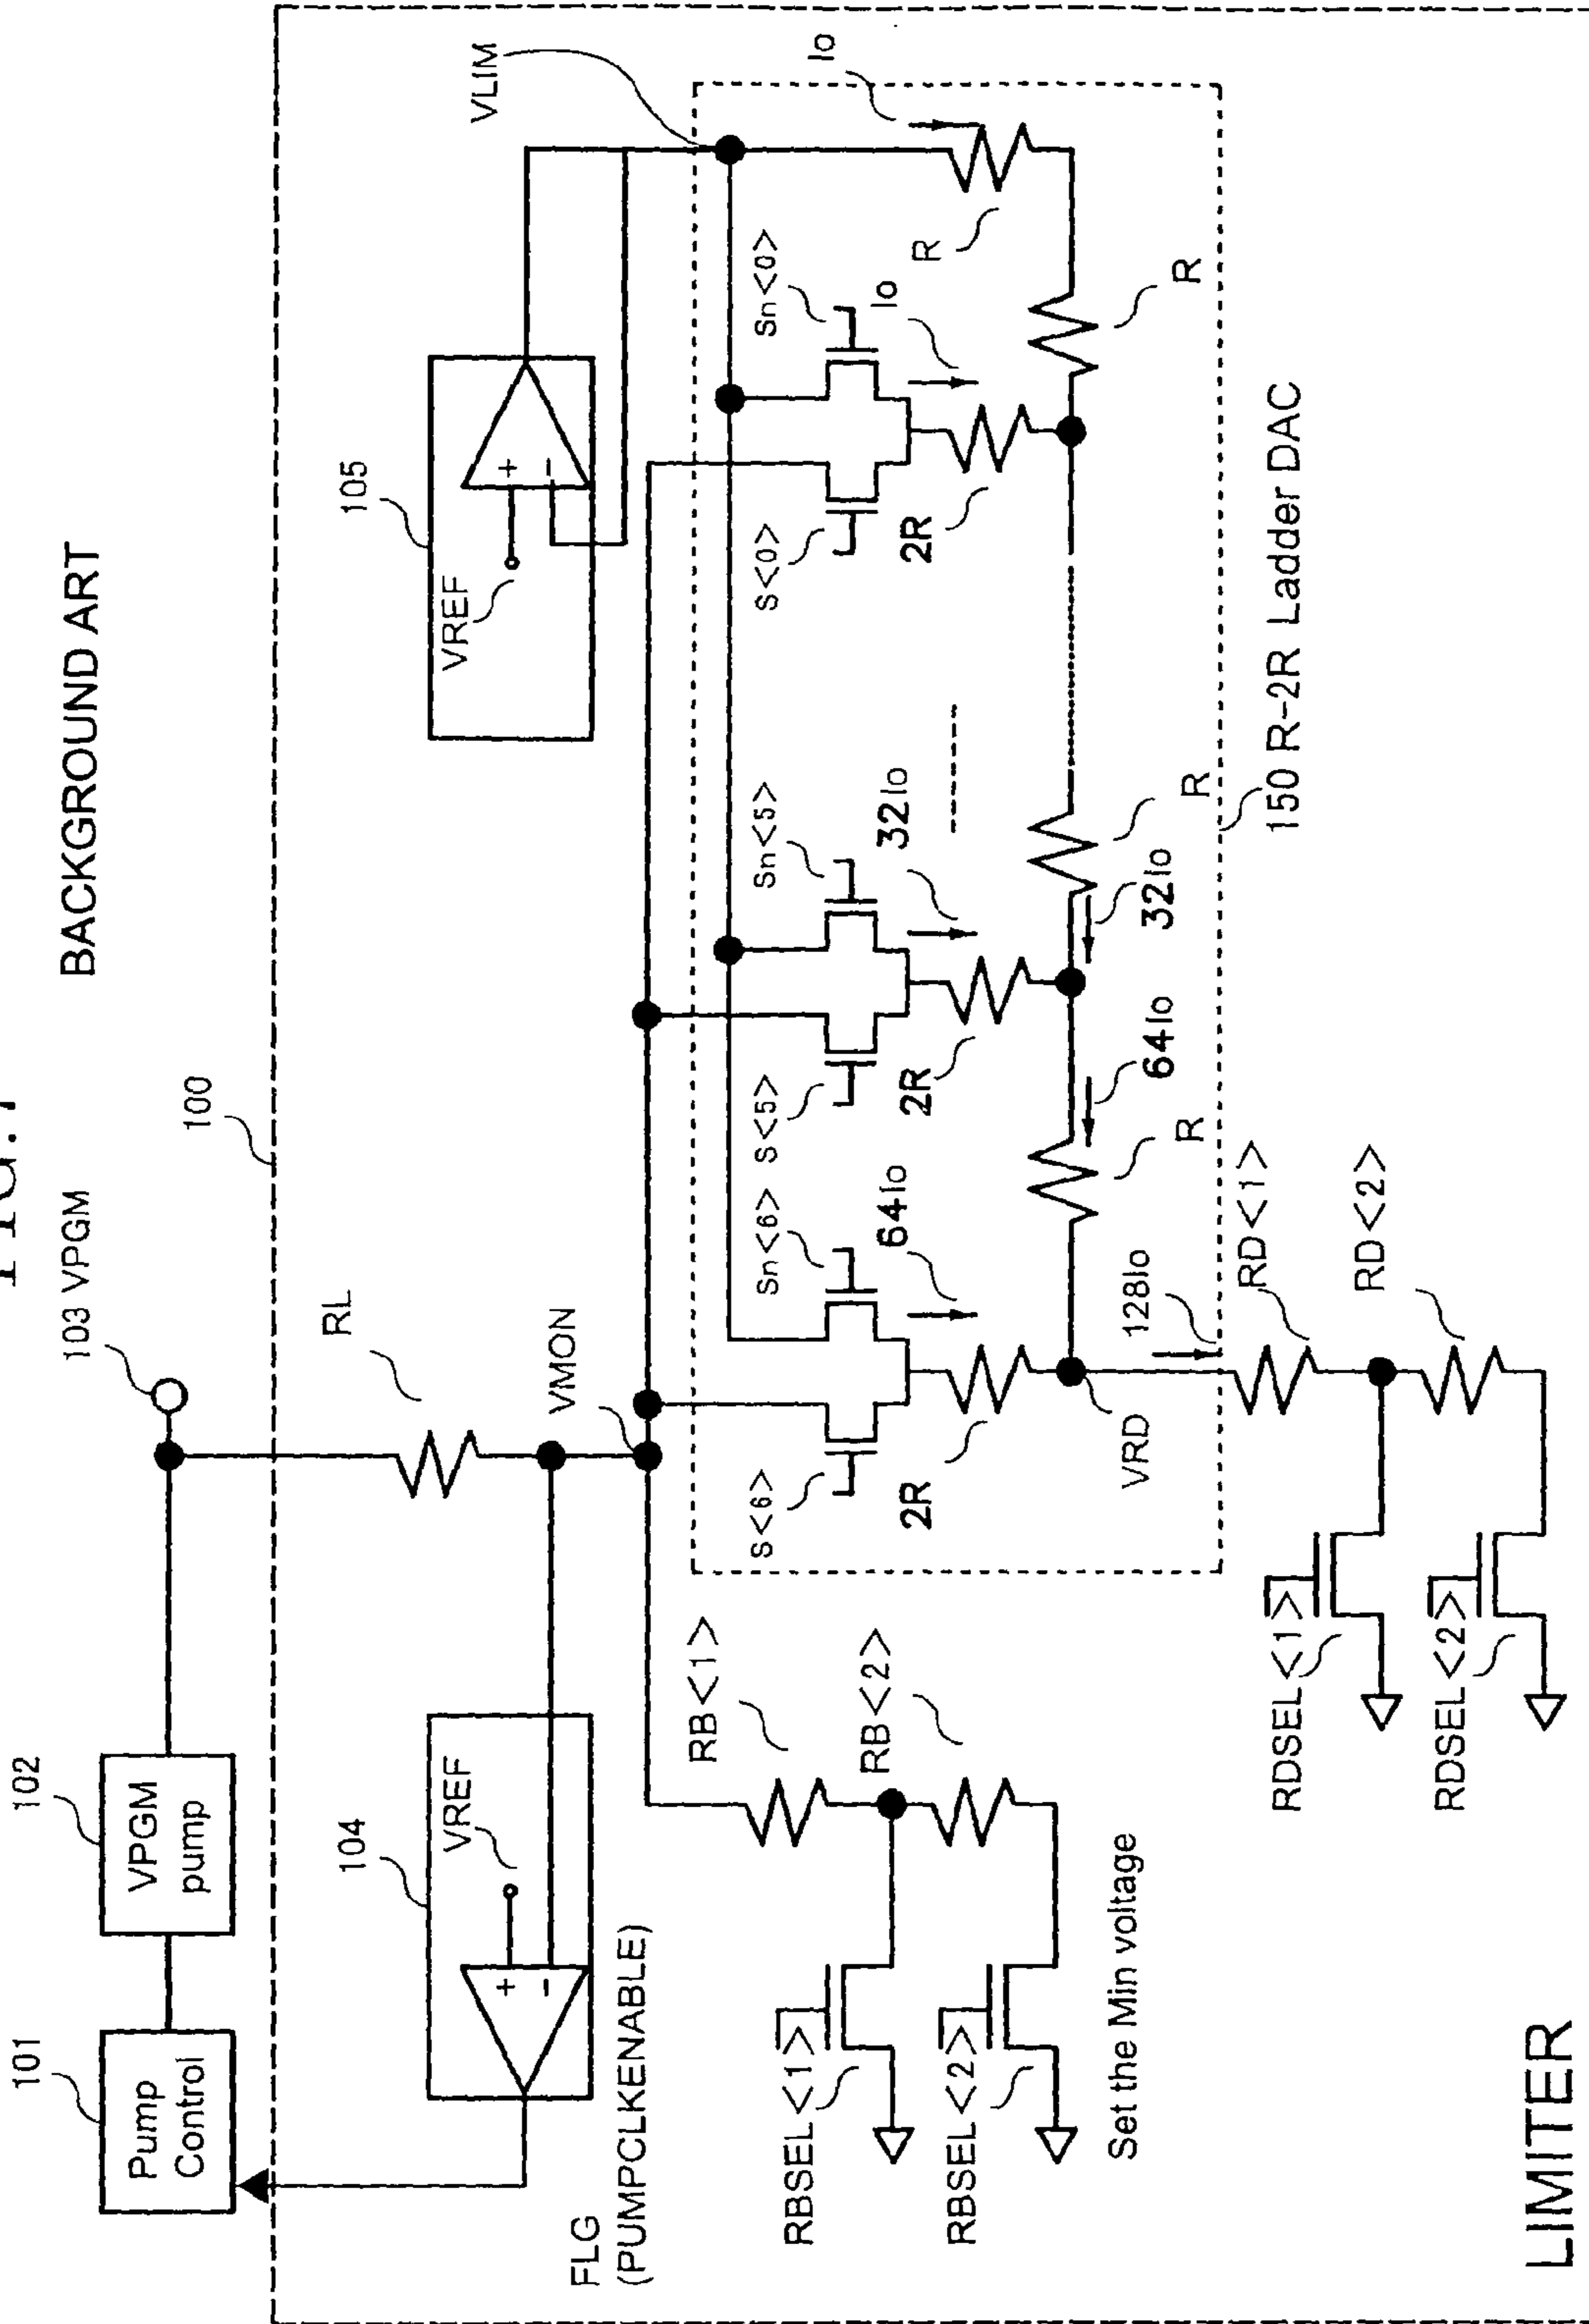 FIG.1
BACKGROUND ART
101
Pump
Control
102
VPGM
pump
103 VPGM
100
RL
VMON
FLG
(PUMPCLKENABLE)
104
VREF
+
-
105
VREF
+
-
VLIM
Io
RBSEL<1>
RBSEL<2>
RB<1>
RB<2>
Set the Min voltage
S<6>
Sn<6>
64Io
2R
S<5>
Sn<5>
32Io
2R
S<0>
Sn<0>
Io
2R
R
VRD
128Io
R
64Io
32Io
R
R
150 R-2R Ladder DAC
RD<1>
RD<2>
RDSEL<1>
RDSEL<2>
LIMITER